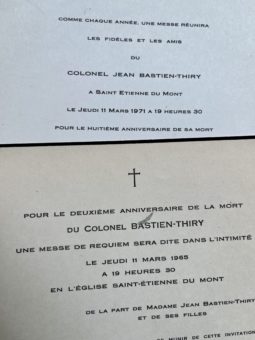 COMME CHAQUE ANNÉE, UNE MESSE RÉUNIRA
LES FIDÈLES ET LES AMIS
DU
COLONEL JEAN BASTIEN-THIRY
A SAINT ETIENNE DU MONT
LE JEUDI 11 MARS 1971 A 19 HEURES 30
POUR LE HUITIÈME ANNIVERSAIRE DE SA MORT
POUR LE DEUXIÈME ANNIVERSAIRE DE LA MORT
DU COLONEL BASTIEN-THIRY
UNE MESSE DE REQUIEM SERA DITE DANS L'INTIMITÉ
LE JEUDI 11 MARS 1965
A 19 HEURES 30
EN L'ÉGLISE SAINT-ÉTIENNE DU MONT
DE LA PART DE MADAME JEAN BASTIEN-THIRY
ET DE SES FILLES
MUNIR DE CETTE INVITATION